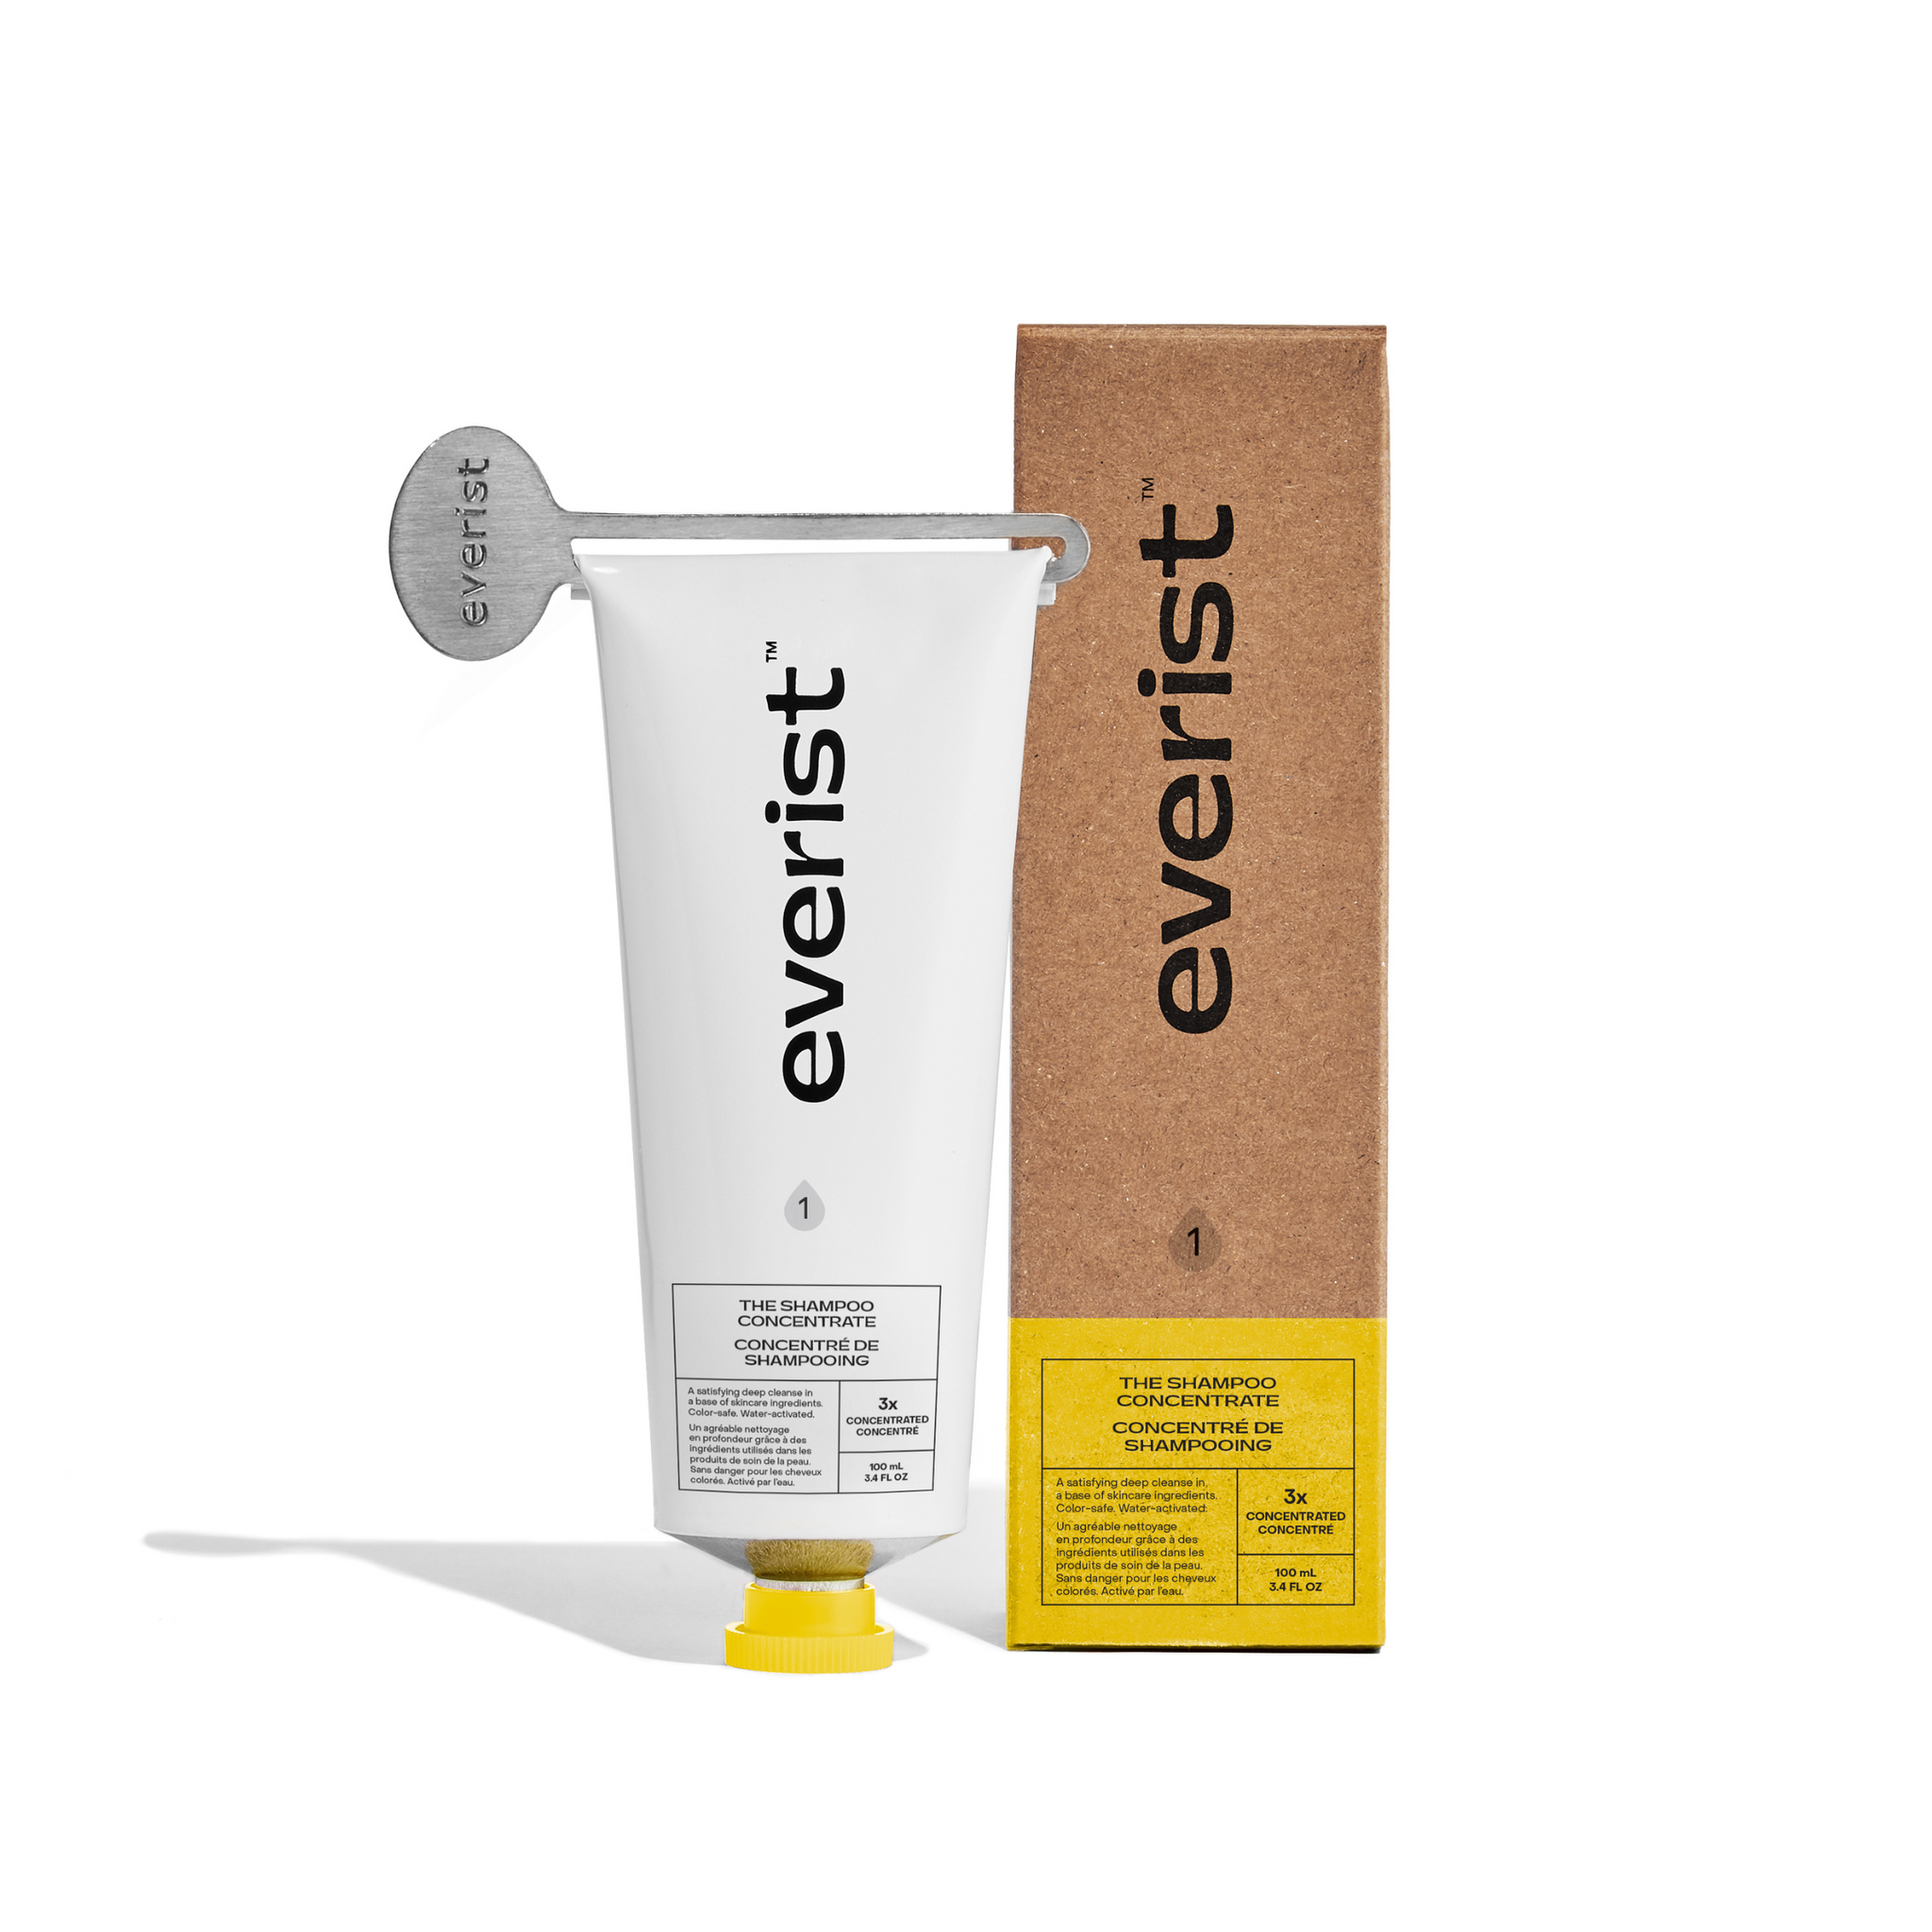 everist
everist™
1
THE SHAMPOO
CONCENTRATE
CONCENTRÉ DE
SHAMPOOING
A satisfying deep cleanse in
a base of skincare ingredients.
Color-safe. Water-activated.
Un agréable nettoyage
en profondeur grâce à des
ingrédients utilisés dans les
produits de soin de la peau.
Sans danger pour les cheveux
colorés. Activé par l'eau.
3x
CONCENTRATED
CONCENTRÉ
100 mL
3.4 FL OZ
everist™
1
THE SHAMPOO
CONCENTRATE
CONCENTRÉ DE
SHAMPOOING
A satisfying deep cleanse in
a base of skincare ingredients.
Color-safe. Water-activated.
Un agréable nettoyage
en profondeur grâce à des
ingrédients utilisés dans les
produits de soin de la peau.
Sans danger pour les cheveux
colorés. Activé par l'eau.
3x
CONCENTRATED
CONCENTRÉ
100 mL
3.4 FL OZ